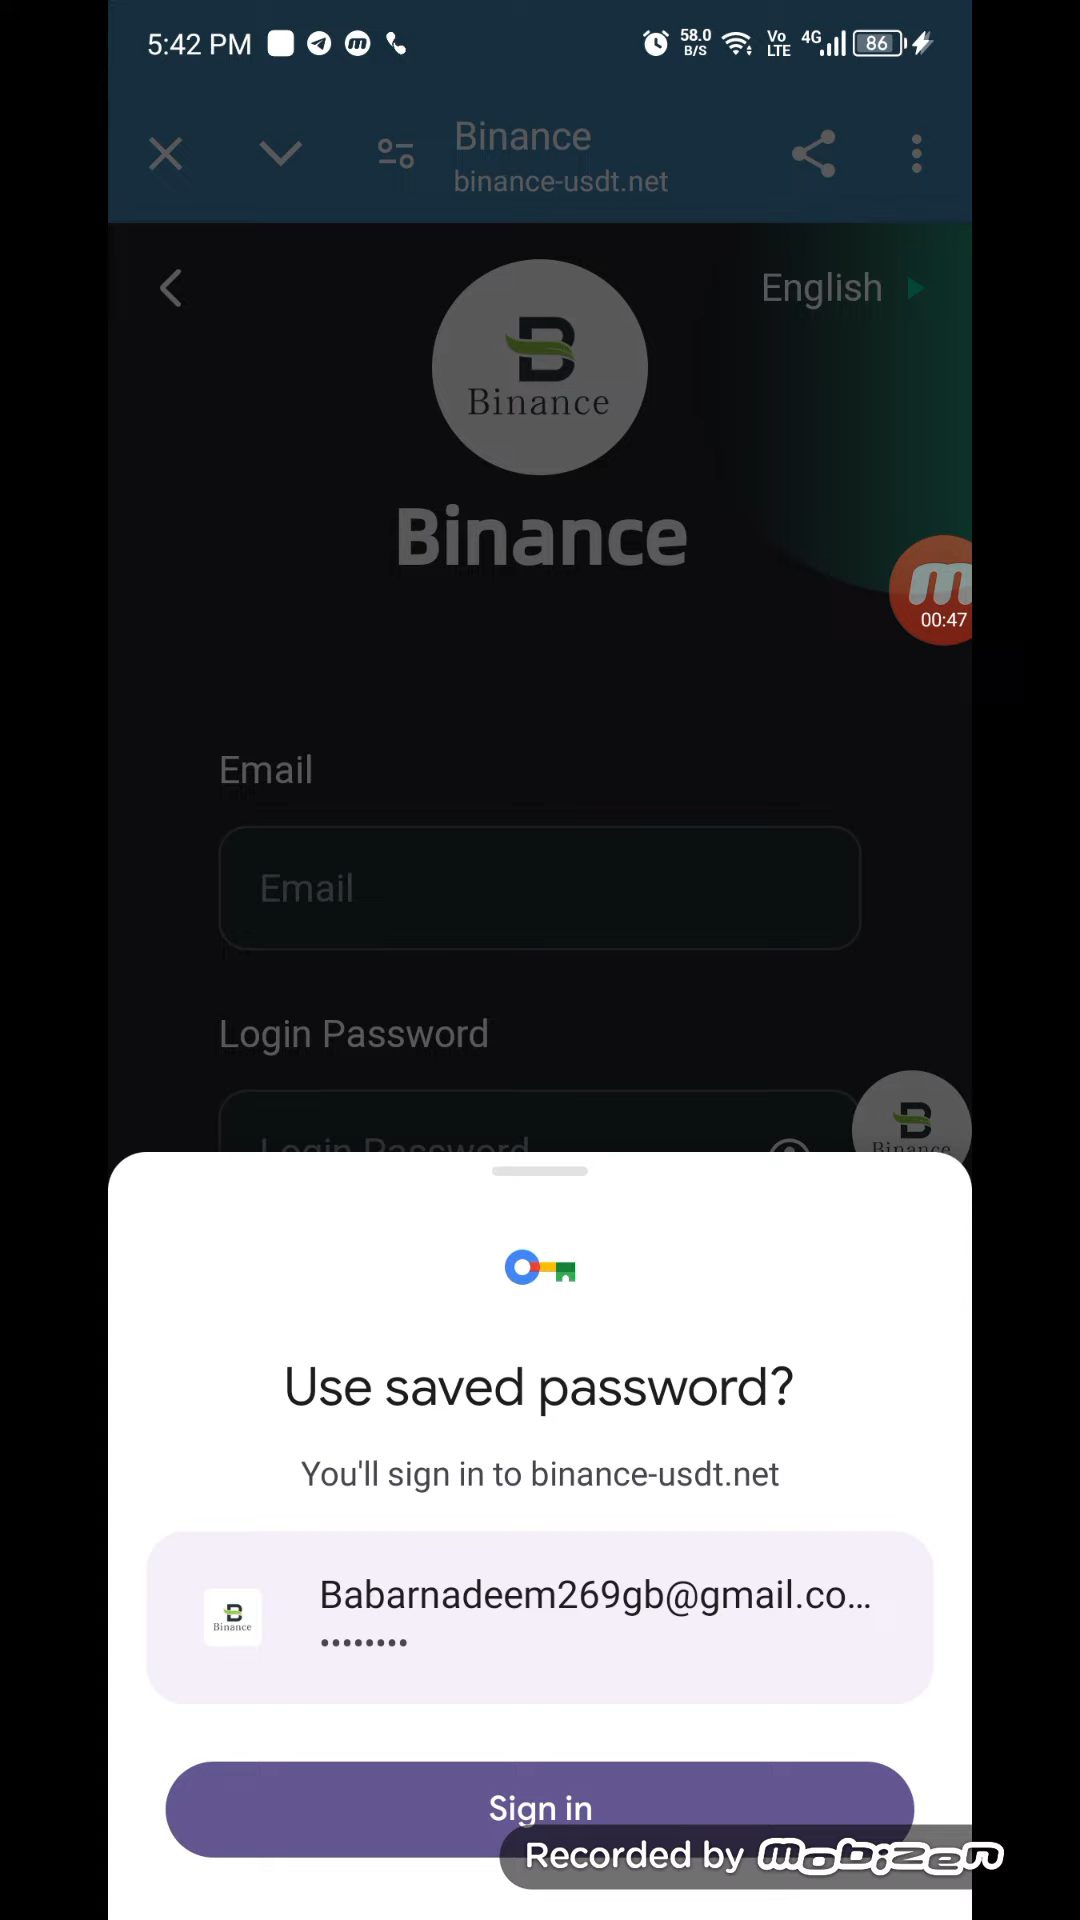 5:42 PM
58.0
B/S
Vo
LTE
4G
86
Binance
binance-usdt.net
English
B
Binance
Binance
m
00:47
Email
Email
Login Password
Login Password
B
Binance
Use saved password?
You'll sign in to binance-usdt.net
B
Binance
Babarnadeem269gb@gmail.co...
••••••••
Sign in
Recorded by mobizen